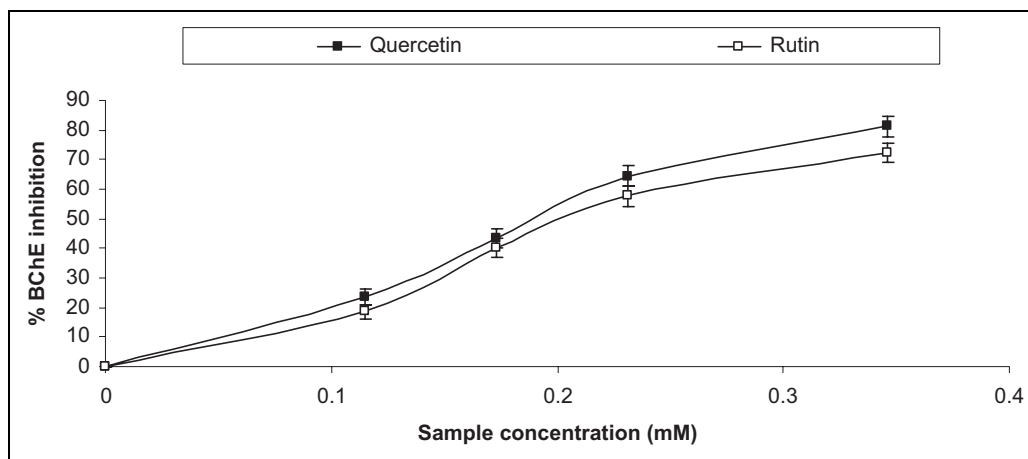 Quercetin Rutin
90
80
70
60
50
40
30
20
10
0
% BChE inhibition
0 0.1 0.2 0.3 0.4
Sample concentration (mM)